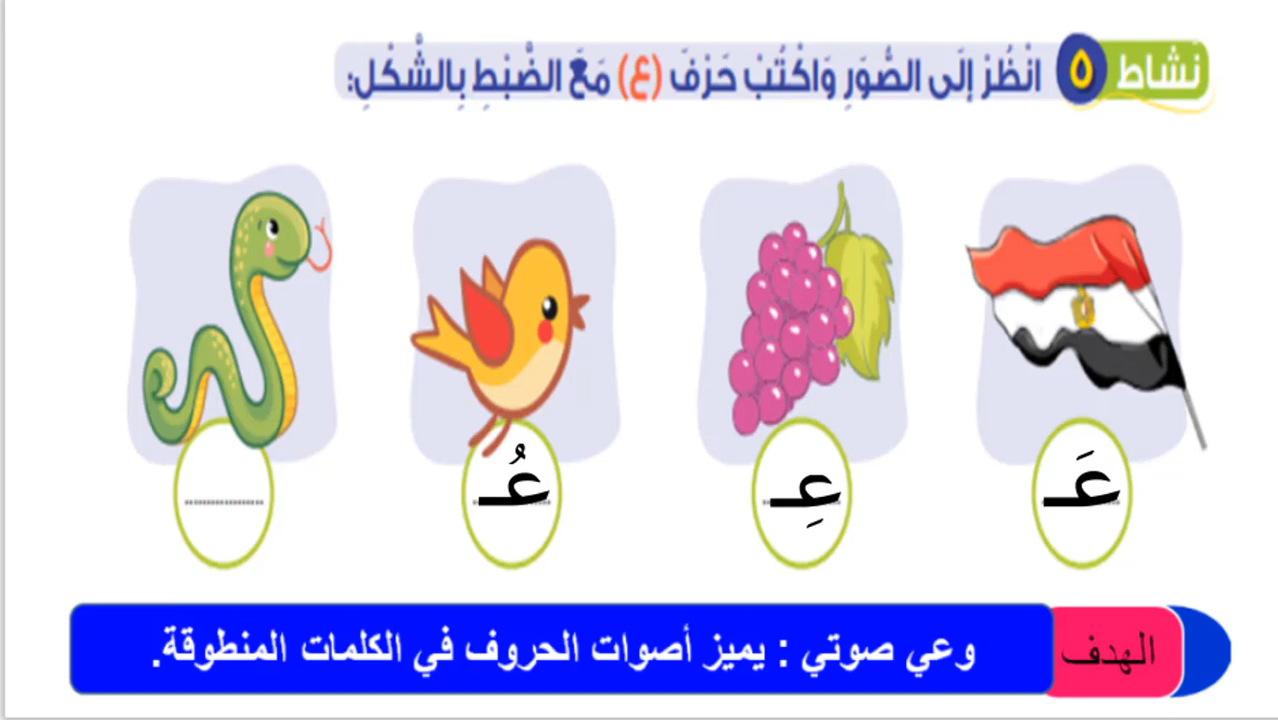 نشاط ٥ انْظُرْ إِلَى الصُّوَرِ وَاكْتُبْ حَرْفَ (ع) مَعَ الضَّبْطِ بِالشَّكْلِ:
عَـ عِـ عُـ ................
الهدف وعي صوتي : يميز أصوات الحروف في الكلمات المنطوقة.